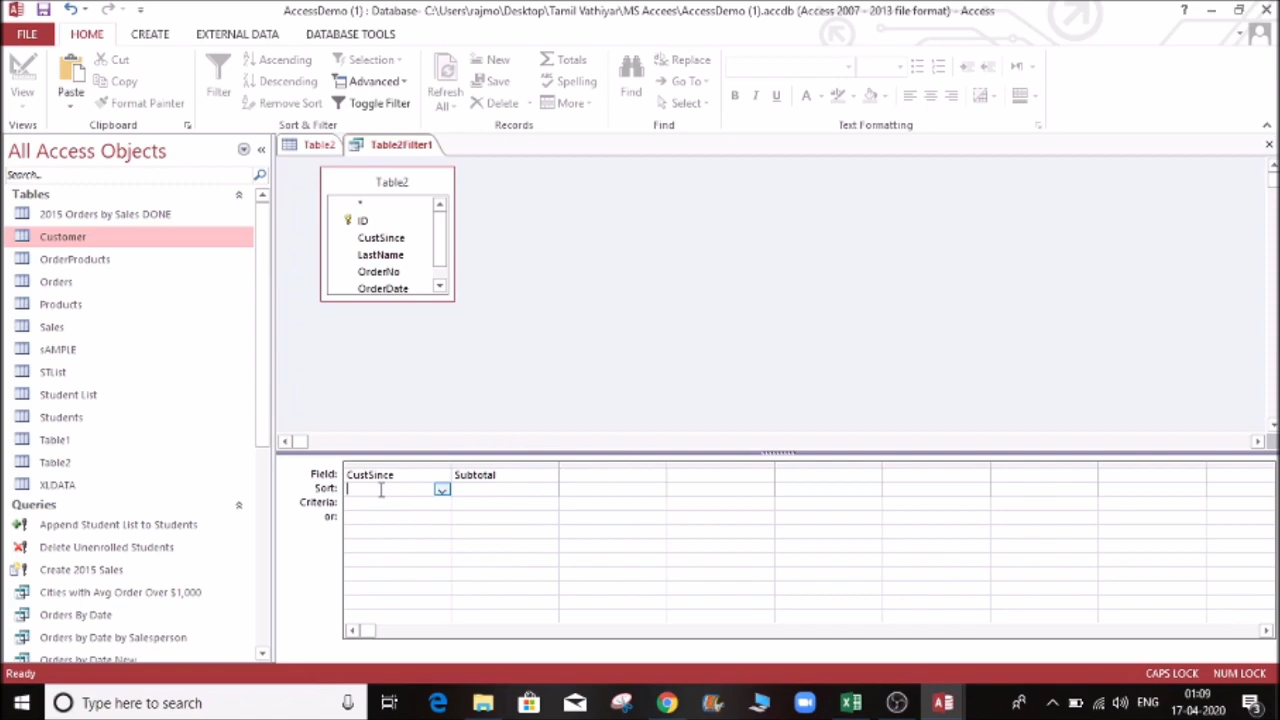 AccessDemo (1) : Database- C:\Users\rajmo\Desktop\Tamil Vathiyar\MS Accees\AccessDemo (1).accdb (Access 2007 - 2013 file format) - Access
FILE HOME CREATE EXTERNAL DATA DATABASE TOOLS
View
Views
Paste
Cut
Copy
Format Painter
Clipboard
Filter
Ascending
Descending
Remove Sort
Selection
Advanced
Toggle Filter
Sort & Filter
Refresh
All
New
Save
Delete
Totals
Spelling
More
Records
Find
Replace
Go To
Select
Find
B I U A
Text Formatting
All Access Objects
Search...
Tables
2015 Orders by Sales DONE
Customer
OrderProducts
Orders
Products
Sales
sAMPLE
STList
Student List
Students
Table1
Table2
XLDATA
Queries
Append Student List to Students
Delete Unenrolled Students
Create 2015 Sales
Cities with Avg Order Over $1,000
Orders By Date
Orders by Date by Salesperson
Orders by Date New
Table2 Table2Filter1
Table2
*
ID
CustSince
LastName
OrderNo
OrderDate
Field: CustSince Subtotal
Sort:
Criteria:
or:
Ready CAPS LOCK NUM LOCK
Type here to search
ENG
01:09
17-04-2020
3